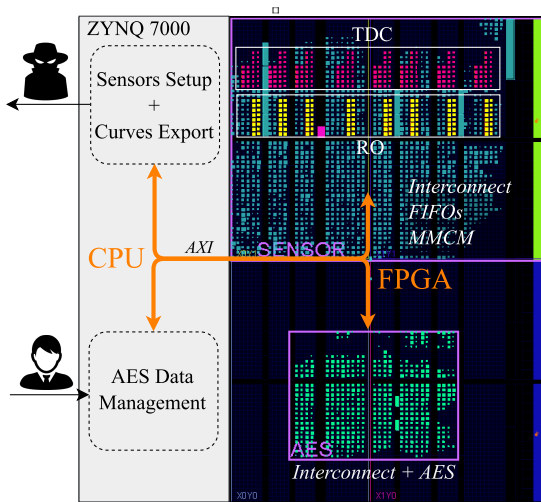 ZYNQ 7000
TDC
Sensors Setup
+
Curves Export
RO
Interconnect
FIFOs
MMCM
AXI
SENSOR
CPU
FPGA
AES Data
Management
AES
Interconnect + AES
X0Y0
X1Y0